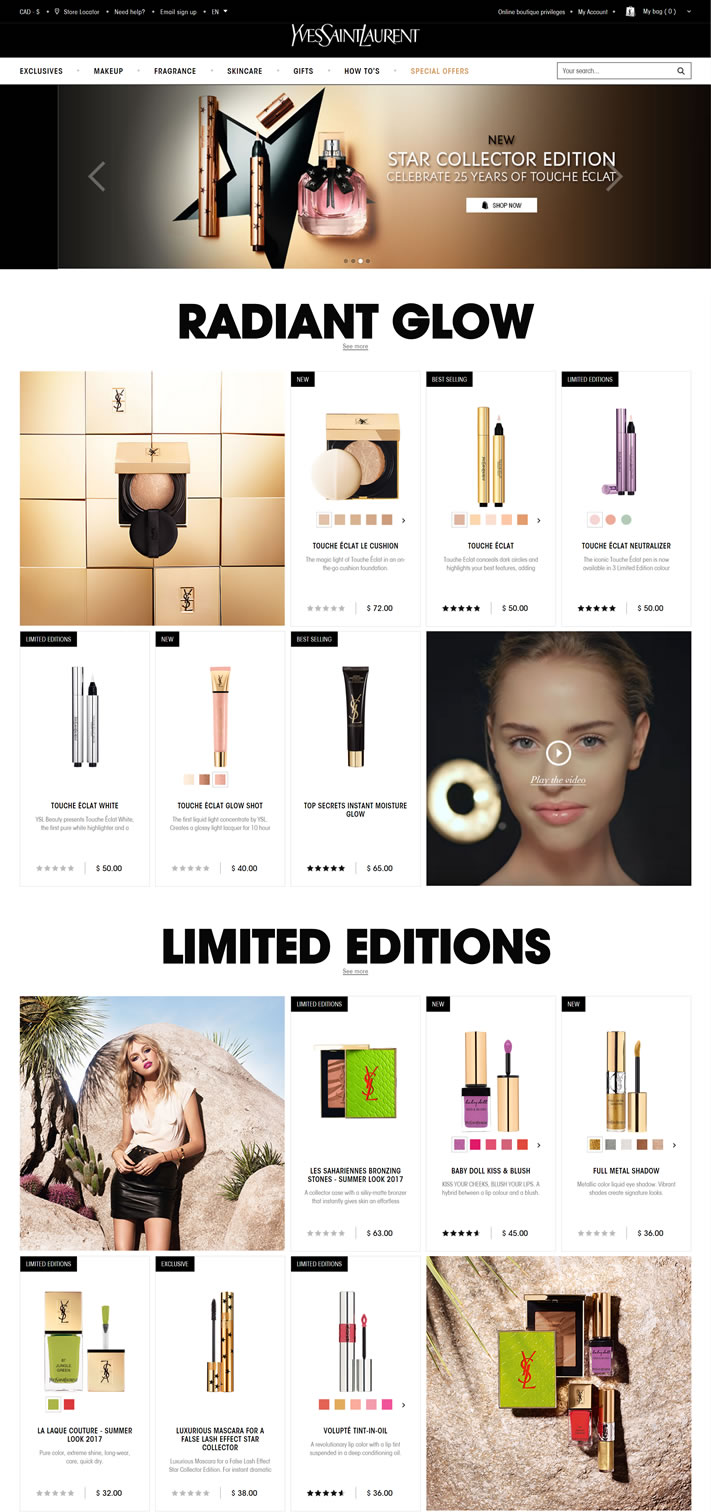 CAD - $ Store Locator Need help? Email sign up EN Online boutique privileges My Account My bag ( 0 )
YVESSAINTLAURENT
EXCLUSIVES MAKEUP FRAGRANCE SKINCARE GIFTS HOW TO'S SPECIAL OFFERS Your search...
NEW
STAR COLLECTOR EDITION
CELEBRATE 25 YEARS OF TOUCHE ÉCLAT
SHOP NOW
RADIANT GLOW
See more
NEW
TOUCHE ÉCLAT LE CUSHION
The magic light of Touche Éclat in an on-
the-go cushion foundation.
$ 72.00
BEST SELLING
TOUCHE ÉCLAT
Touche Éclat conceals dark circles and
highlights your best features, adding
$ 50.00
LIMITED EDITIONS
TOUCHE ÉCLAT NEUTRALIZER
The iconic Touche Éclat pen is now
available in 3 Limited Edition colour
$ 50.00
LIMITED EDITIONS
TOUCHE ÉCLAT WHITE
YSL Beauty presents Touche Éclat White,
the first pure white highlighter and a
$ 50.00
NEW
TOUCHE ÉCLAT GLOW SHOT
The first liquid light concentrate by YSL.
Creates a glossy light lacquer for 10 hour
$ 40.00
BEST SELLING
YSL
TOP SECRETS INSTANT MOISTURE
GLOW
$ 65.00
Play the video
LIMITED EDITIONS
See more
LIMITED EDITIONS
YSL
LES SAHARIENNES BRONZING
STONES - SUMMER LOOK 2017
A collector case with a silky-matte bronzer
that instantly gives skin an effortless
$ 63.00
NEW
baby doll
BABY DOLL KISS & BLUSH
KISS YOUR CHEEKS, BLUSH YOUR LIPS. A
hybrid between a lip colour and a blush.
$ 45.00
NEW
FULL METAL SHADOW
Metallic color liquid eye shadow. Vibrant
shades create signature looks.
$ 36.00
LIMITED EDITIONS
YSL
JUNGLE
GREEN
LA LAQUE COUTURE - SUMMER
LOOK 2017
Pure color, extreme shine, long-wear,
care, quick dry.
$ 32.00
EXCLUSIVE
LUXURIOUS MASCARA FOR A
FALSE LASH EFFECT STAR
COLLECTOR
Luxurious Mascara for a False Lash Effect
Star Collector Edition. For instant dramatic
$ 38.00
LIMITED EDITIONS
VOLUPTÉ TINT-IN-OIL
A revolutionary lip color with a lip tint
suspended in a deep conditioning oil.
$ 36.00
YSL